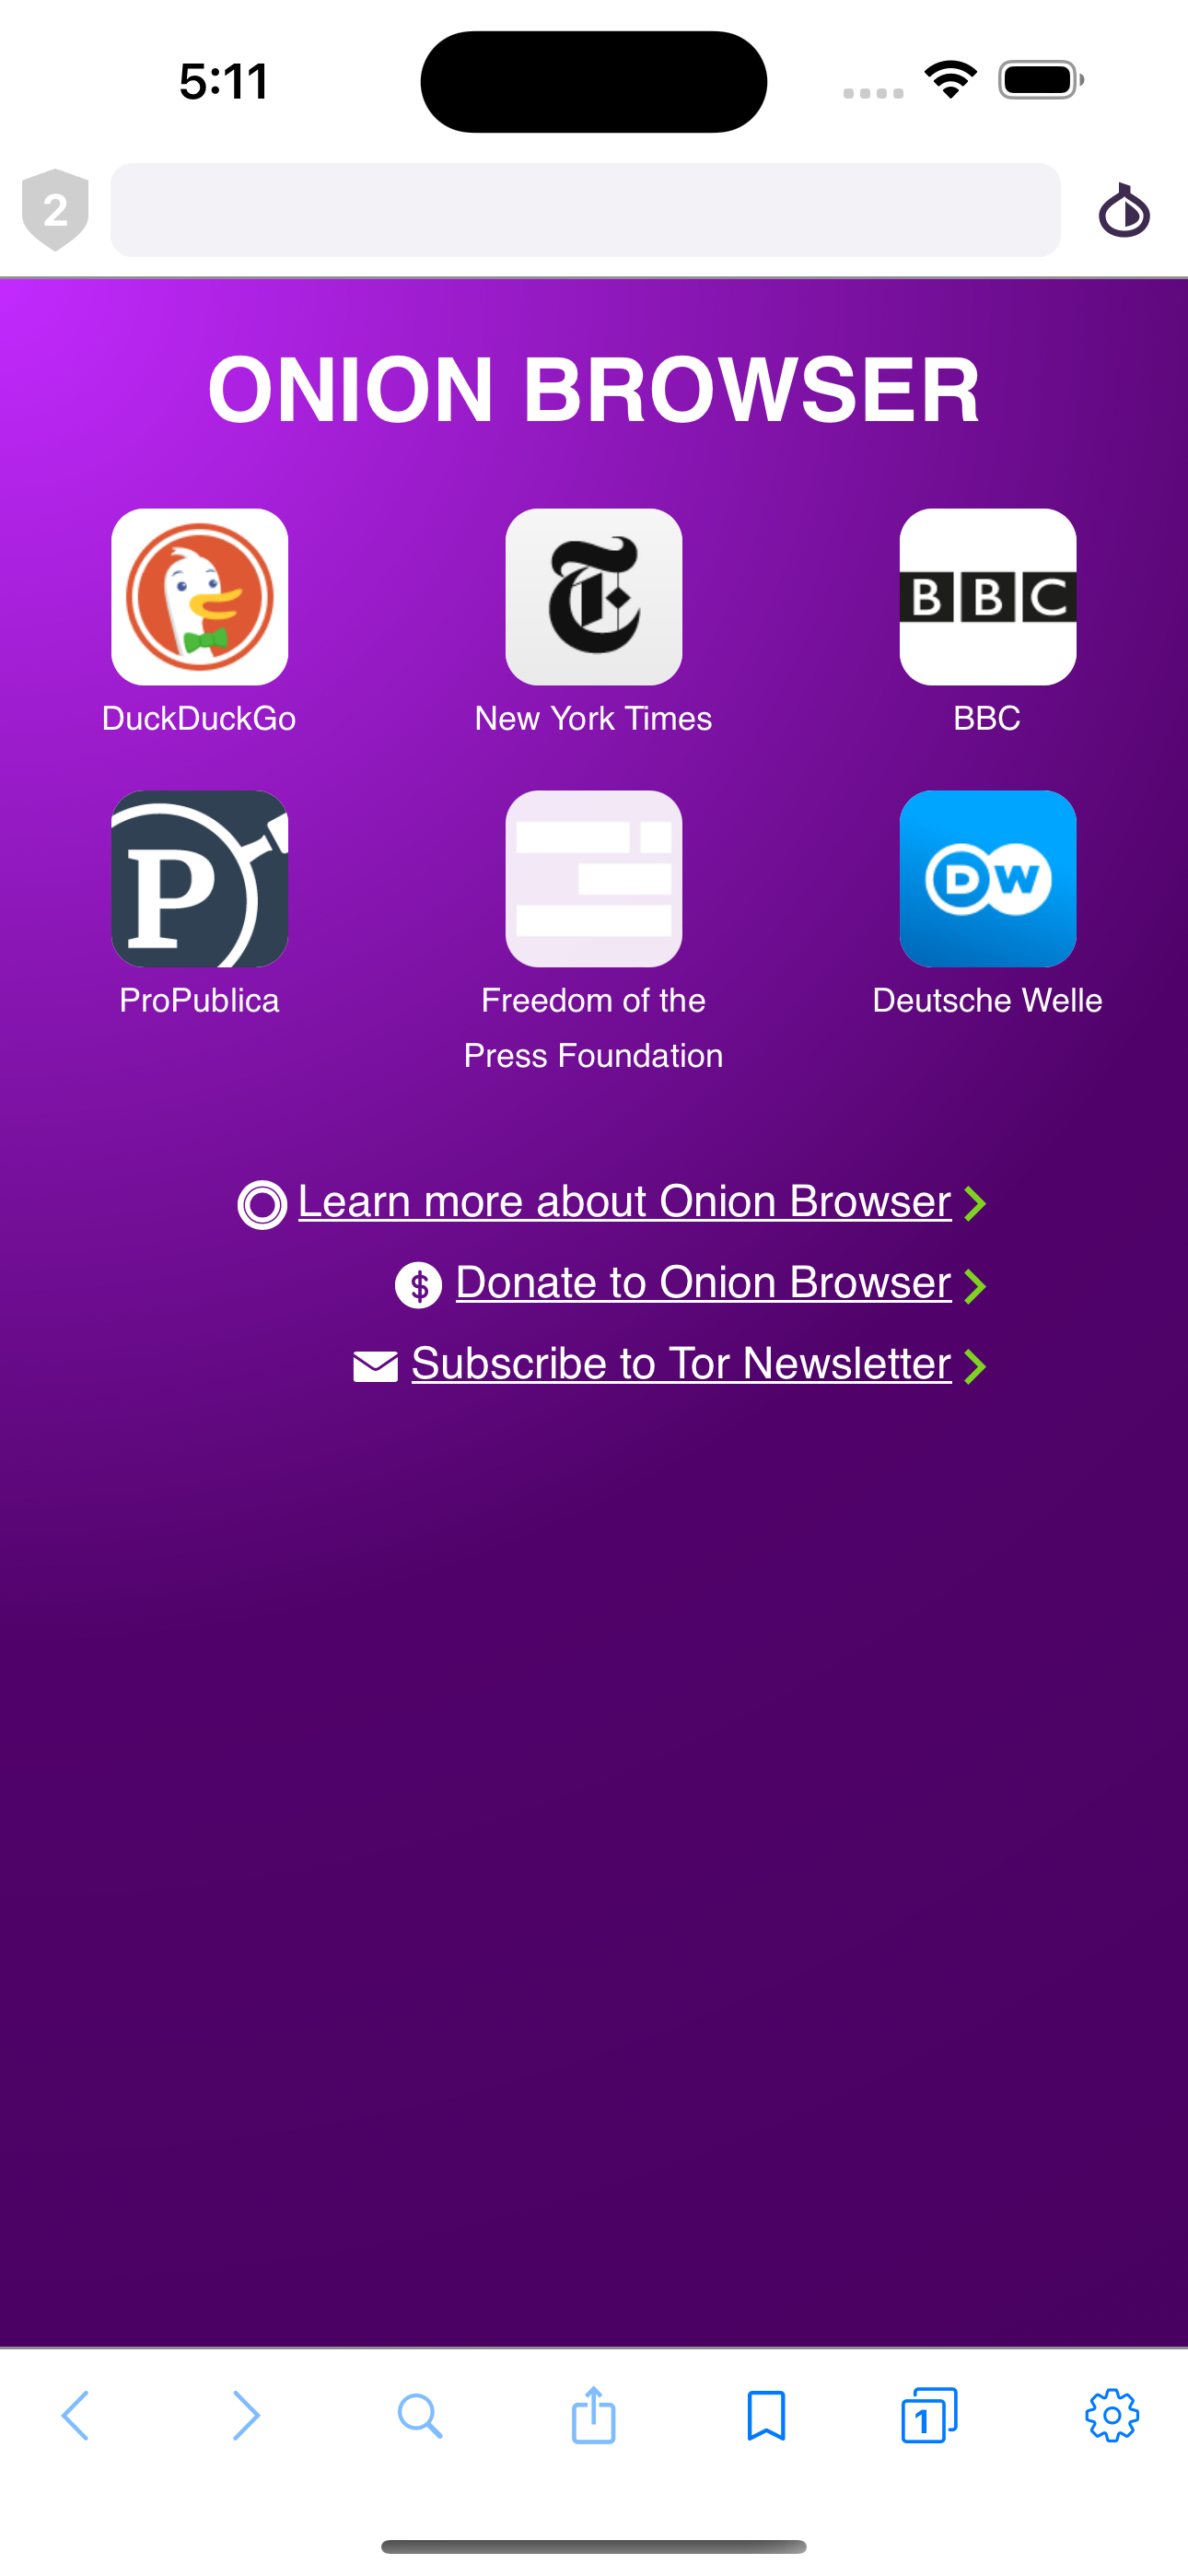 5:11
2
ONION BROWSER
DuckDuckGo
New York Times
BBC
BBC
P
DW
ProPublica
Freedom of the
Press Foundation
Deutsche Welle
Learn more about Onion Browser
$ Donate to Onion Browser
Subscribe to Tor Newsletter
1